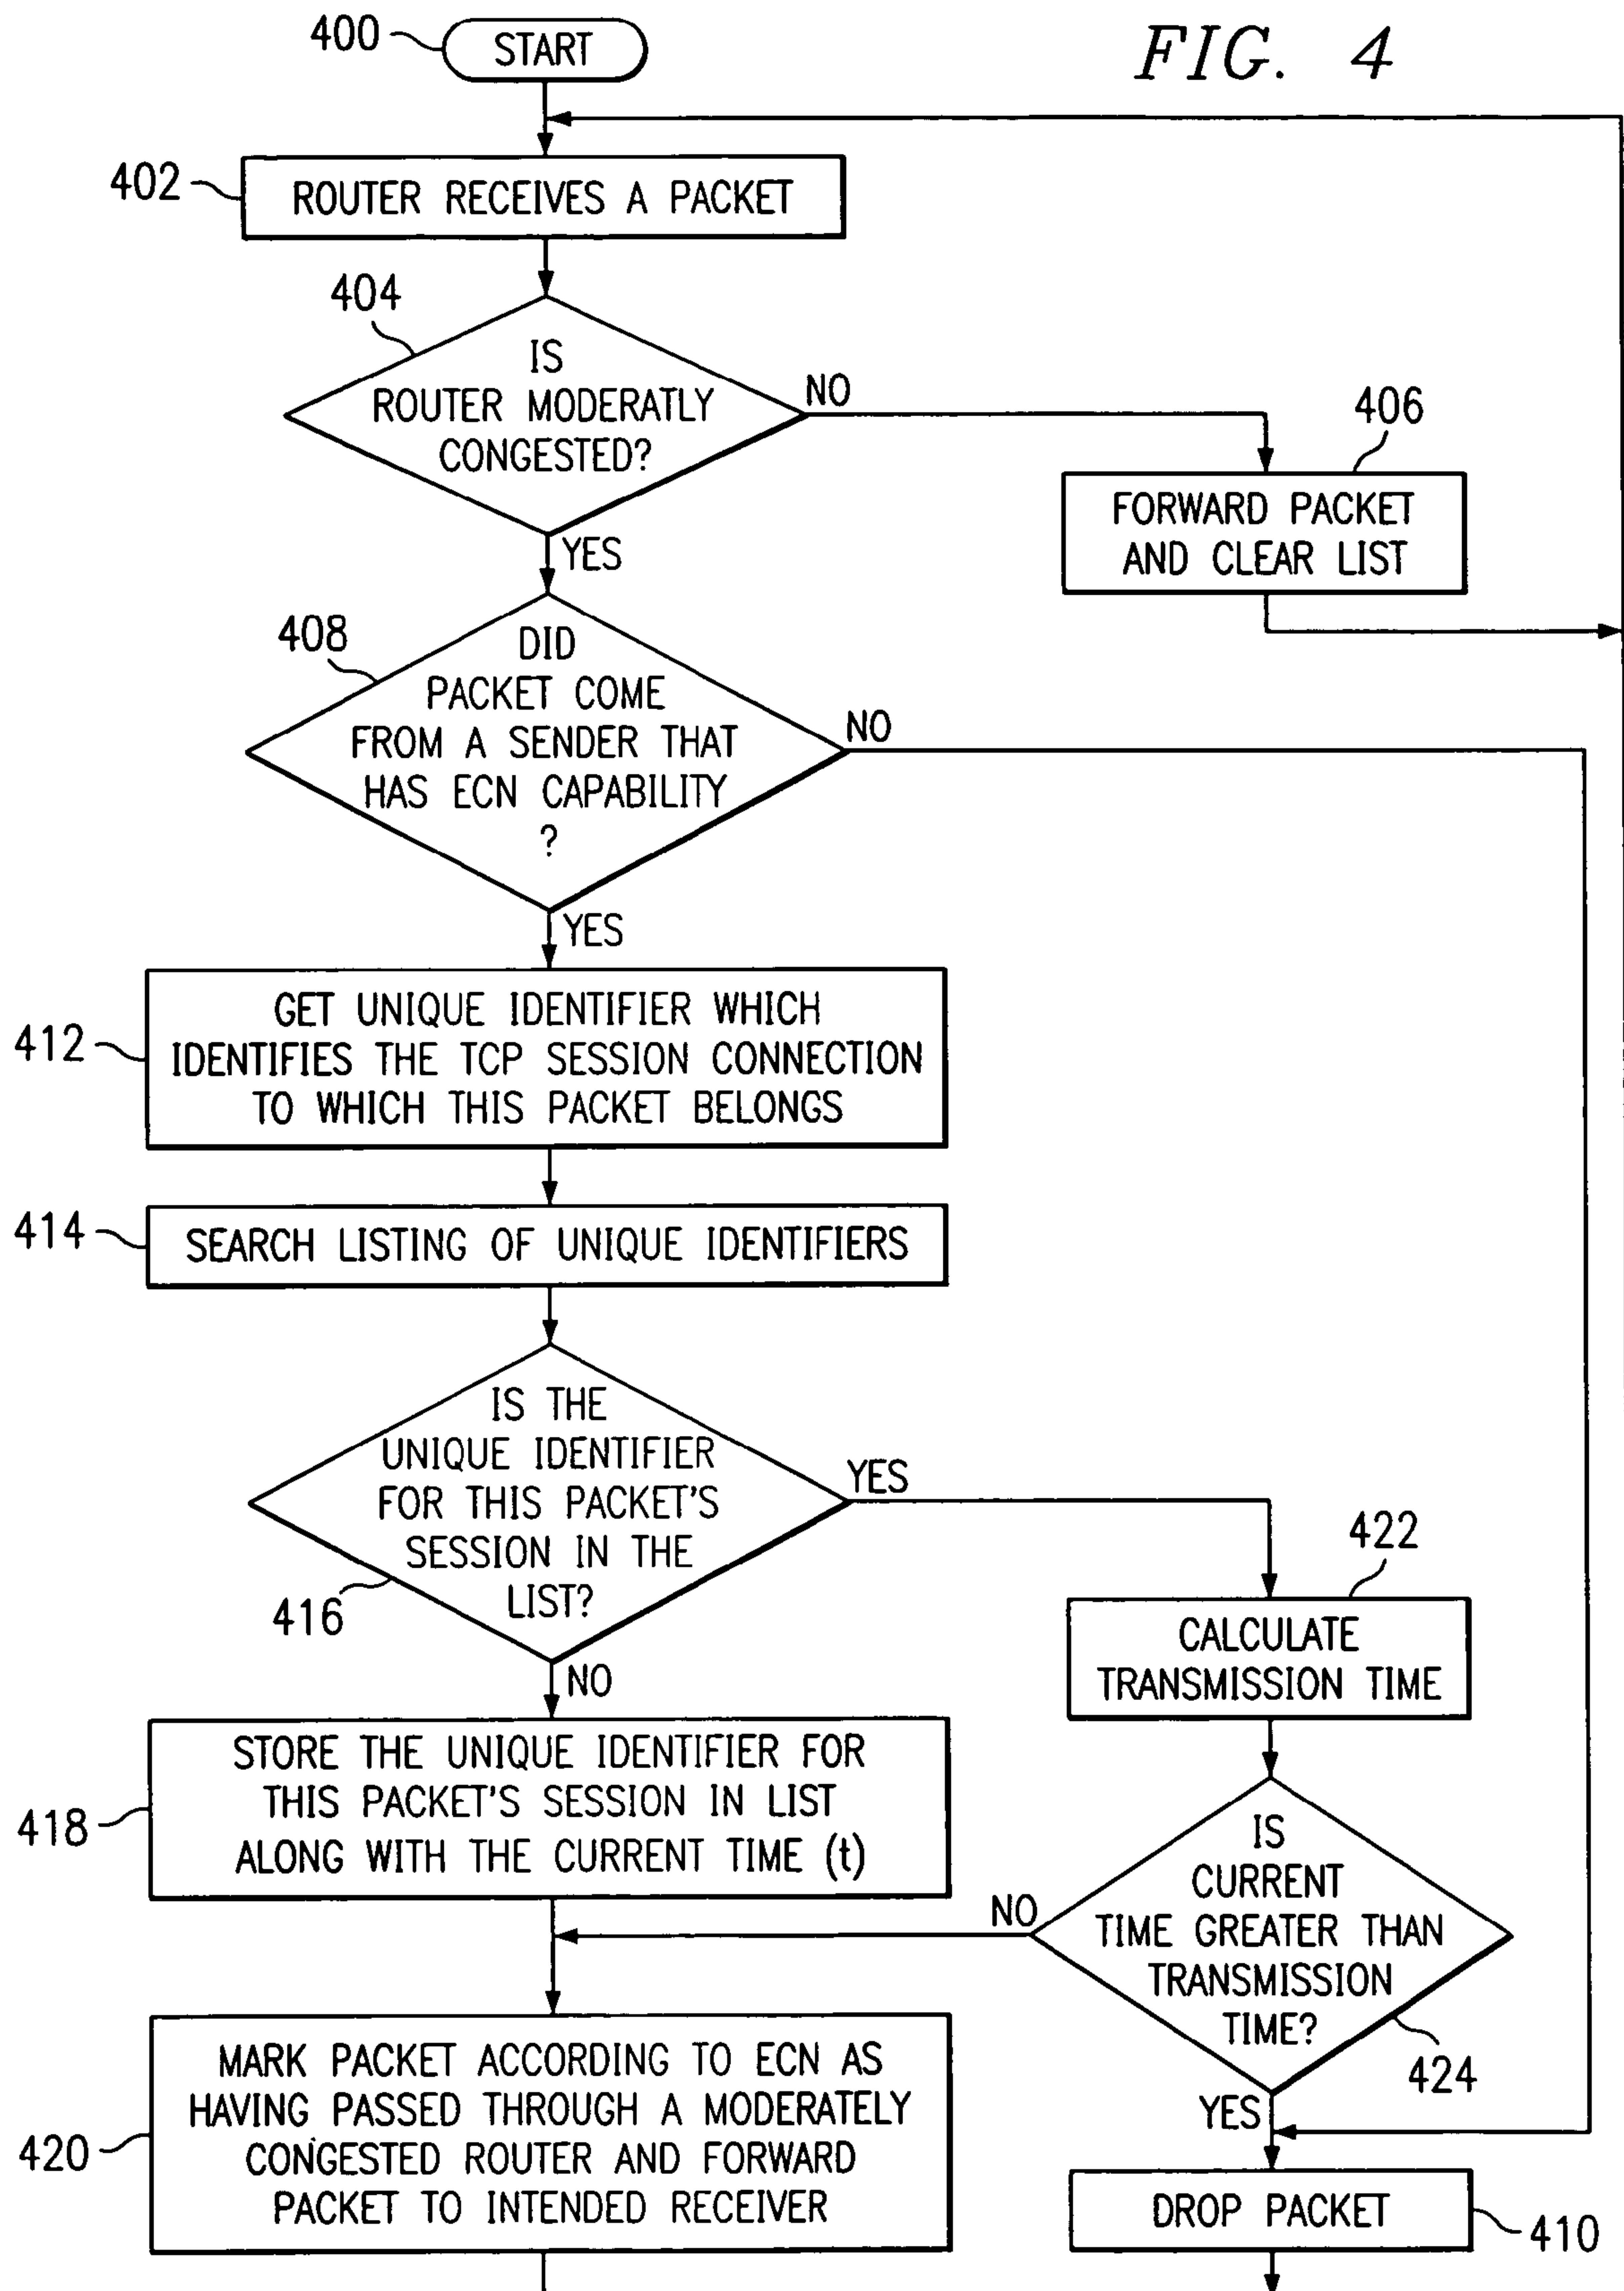 400
START
FIG. 4
402
ROUTER RECEIVES A PACKET
404
IS
ROUTER MODERATLY
CONGESTED?
NO
406
FORWARD PACKET
AND CLEAR LIST
YES
408
DID
PACKET COME
FROM A SENDER THAT
HAS ECN CAPABILITY
?
NO
YES
412
GET UNIQUE IDENTIFIER WHICH
IDENTIFIES THE TCP SESSION CONNECTION
TO WHICH THIS PACKET BELONGS
414
SEARCH LISTING OF UNIQUE IDENTIFIERS
IS THE
UNIQUE IDENTIFIER
FOR THIS PACKET'S
SESSION IN THE
LIST?
416
YES
422
CALCULATE
TRANSMISSION TIME
NO
418
STORE THE UNIQUE IDENTIFIER FOR
THIS PACKET'S SESSION IN LIST
ALONG WITH THE CURRENT TIME (t)
IS
CURRENT
TIME GREATER THAN
TRANSMISSION
TIME?
NO
424
YES
420
MARK PACKET ACCORDING TO ECN AS
HAVING PASSED THROUGH A MODERATELY
CONGESTED ROUTER AND FORWARD
PACKET TO INTENDED RECEIVER
DROP PACKET
410